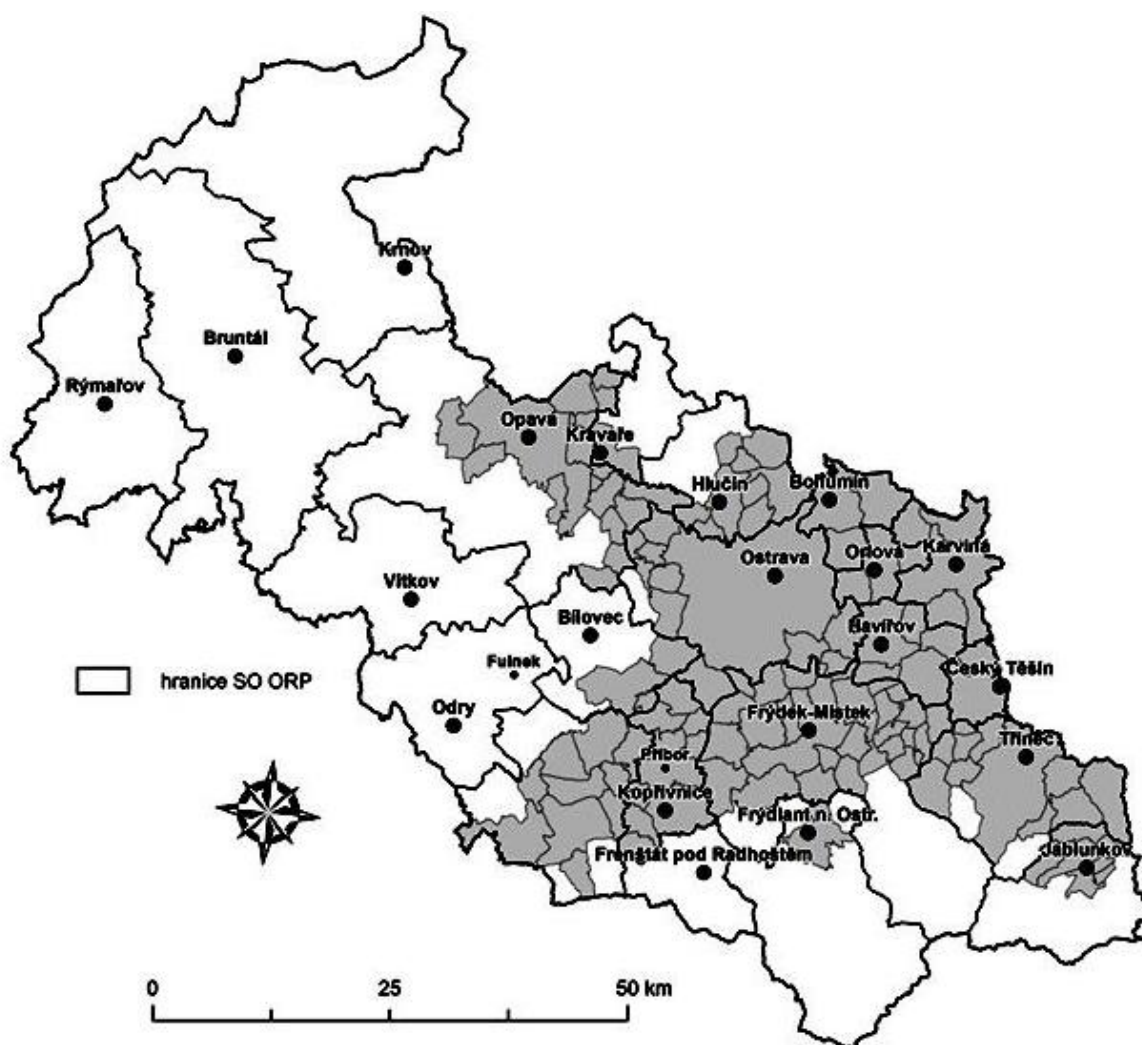 Krnov
Bruntál
Rýmařov
Opava
Kravaře
Hlučín
Bohumín
Ostrava
Orlová
Karviná
Vítkov
Bílovec
Havířov
Fulnek
Český Těšín
hranice SO ORP
Odry
Frýdek-Místek
Třinec
Příbor
Kopřivnice
Frýdlant n. Ostr.
Frenštát pod Radhoštěm
Jablunkov
0 25 50 km